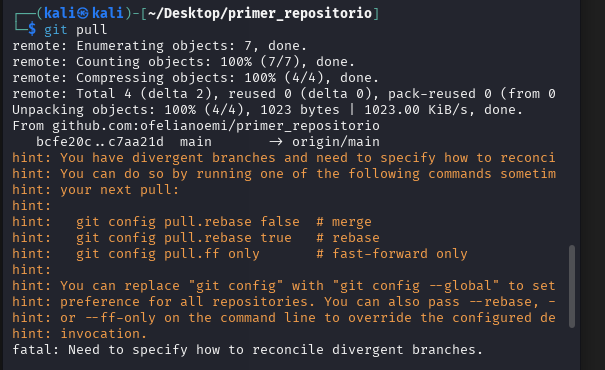 ┌──(kali㉿kali)-[~/Desktop/primer_repositorio]
└─$ git pull
remote: Enumerating objects: 7, done.
remote: Counting objects: 100% (7/7), done.
remote: Compressing objects: 100% (4/4), done.
remote: Total 4 (delta 2), reused 0 (delta 0), pack-reused 0 (from 0
Unpacking objects: 100% (4/4), 1023 bytes | 1023.00 KiB/s, done.
From github.com:ofelianoemi/primer_repositorio
   bcfe20c..c7aa21d  main       -> origin/main
hint: You have divergent branches and need to specify how to reconci
hint: You can do so by running one of the following commands sometim
hint: your next pull:
hint:
hint:   git config pull.rebase false  # merge
hint:   git config pull.rebase true   # rebase
hint:   git config pull.ff only       # fast-forward only
hint:
hint: You can replace "git config" with "git config --global" to set
hint: preference for all repositories. You can also pass --rebase, -
hint: or --ff-only on the command line to override the configured de
hint: invocation.
fatal: Need to specify how to reconcile divergent branches.